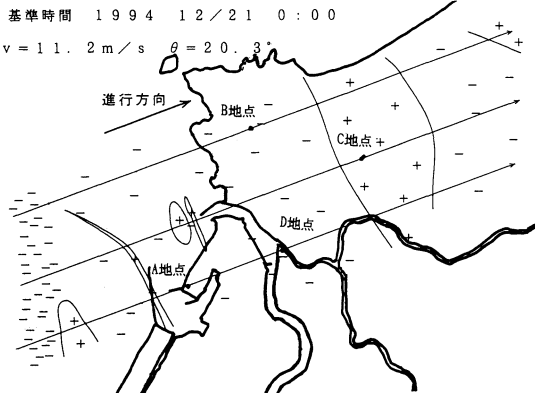 基準時間 1994 12/21 0:00
v=11.2m/s θ=20.3°
進行方向
B地点
C地点
D地点
A地点